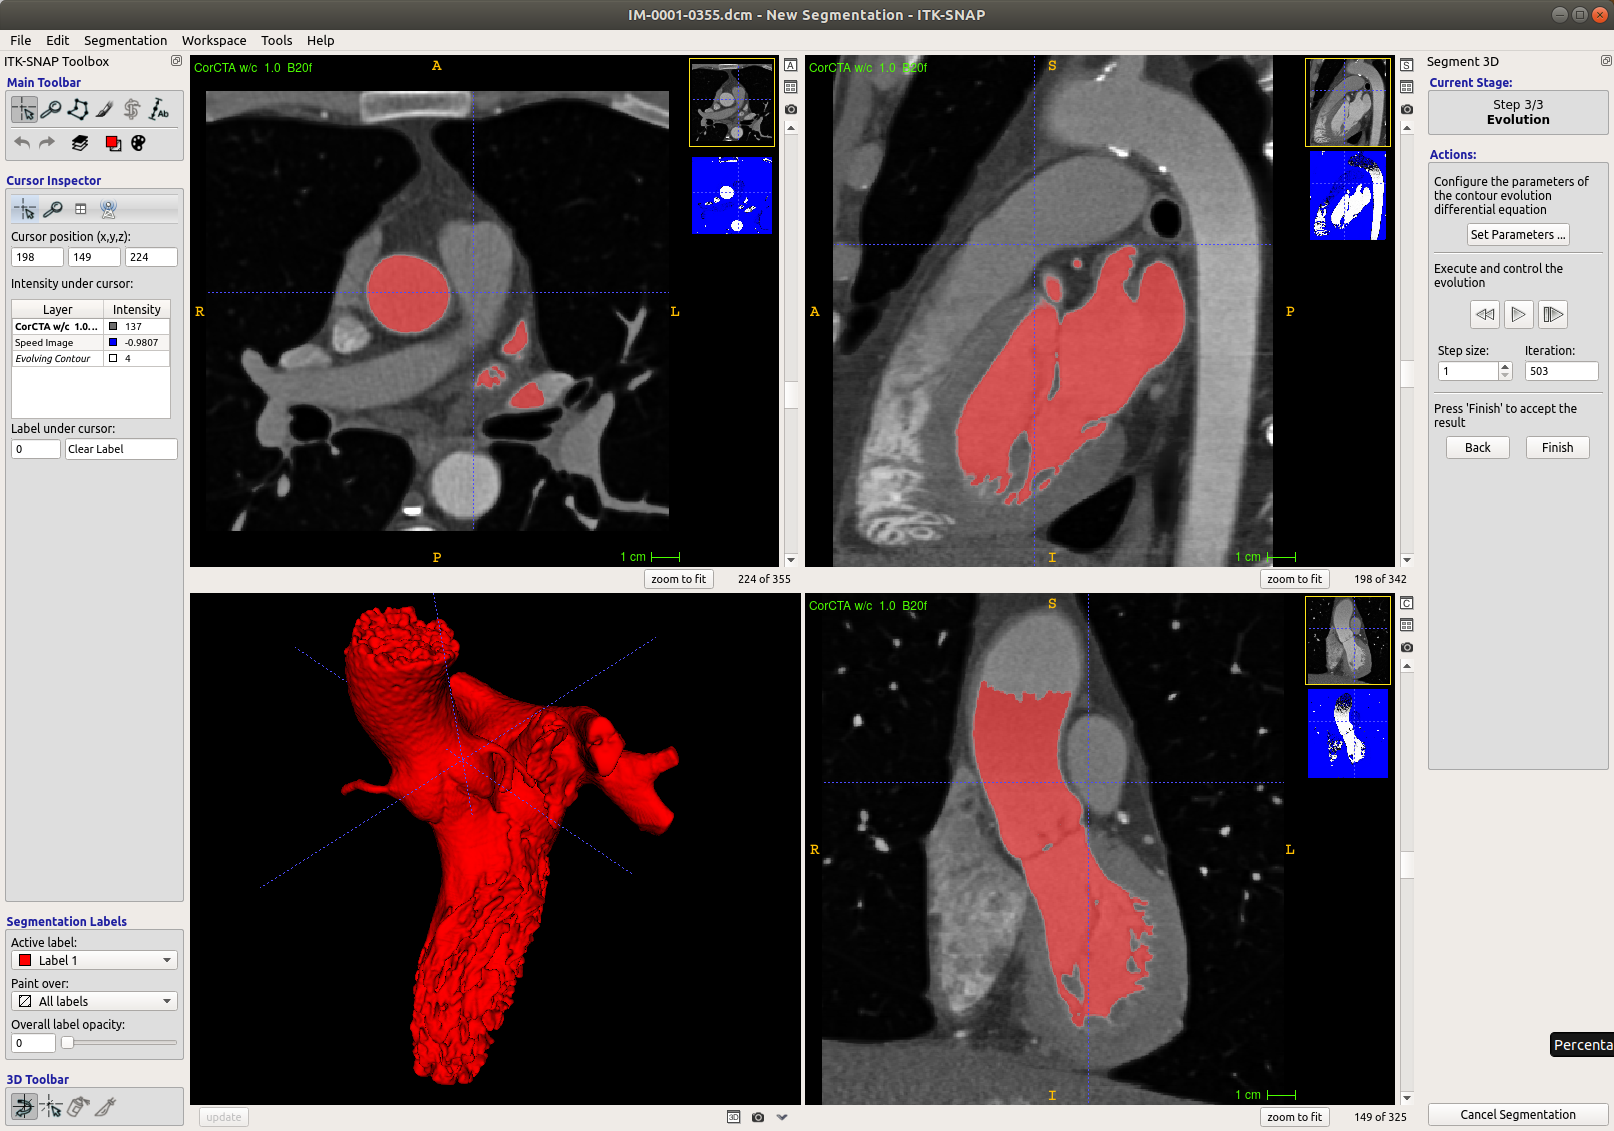 IM-0001-0355.dcm - New Segmentation - ITK-SNAP
File Edit Segmentation Workspace Tools Help
ITK-SNAP Toolbox
Main Toolbar
Ab
Cursor Inspector
Cursor position (x,y,z):
198 149 224
Intensity under cursor:
Layer Intensity
CorCTA w/c 1.0... 137
Speed Image -0.9807
Evolving Contour 4
Label under cursor:
0 Clear Label
Segmentation Labels
Active label:
Label 1
Paint over:
All labels
Overall label opacity:
0
3D Toolbar
CorCTA w/c 1.0 B20f
A
R
L
P
1 cm
A
zoom to fit 224 of 355
CorCTA w/c 1.0 B20f
S
A
P
I
1 cm
S
zoom to fit 198 of 342
update
3D
CorCTA w/c 1.0 B20f
S
R
L
I
1 cm
C
zoom to fit 149 of 325
Segment 3D
Current Stage:
Step 3/3
Evolution
Actions:
Configure the parameters of
the contour evolution
differential equation
Set Parameters ...
Execute and control the
evolution
Step size: Iteration:
1 503
Press 'Finish' to accept the
result
Back Finish
Percenta
Cancel Segmentation